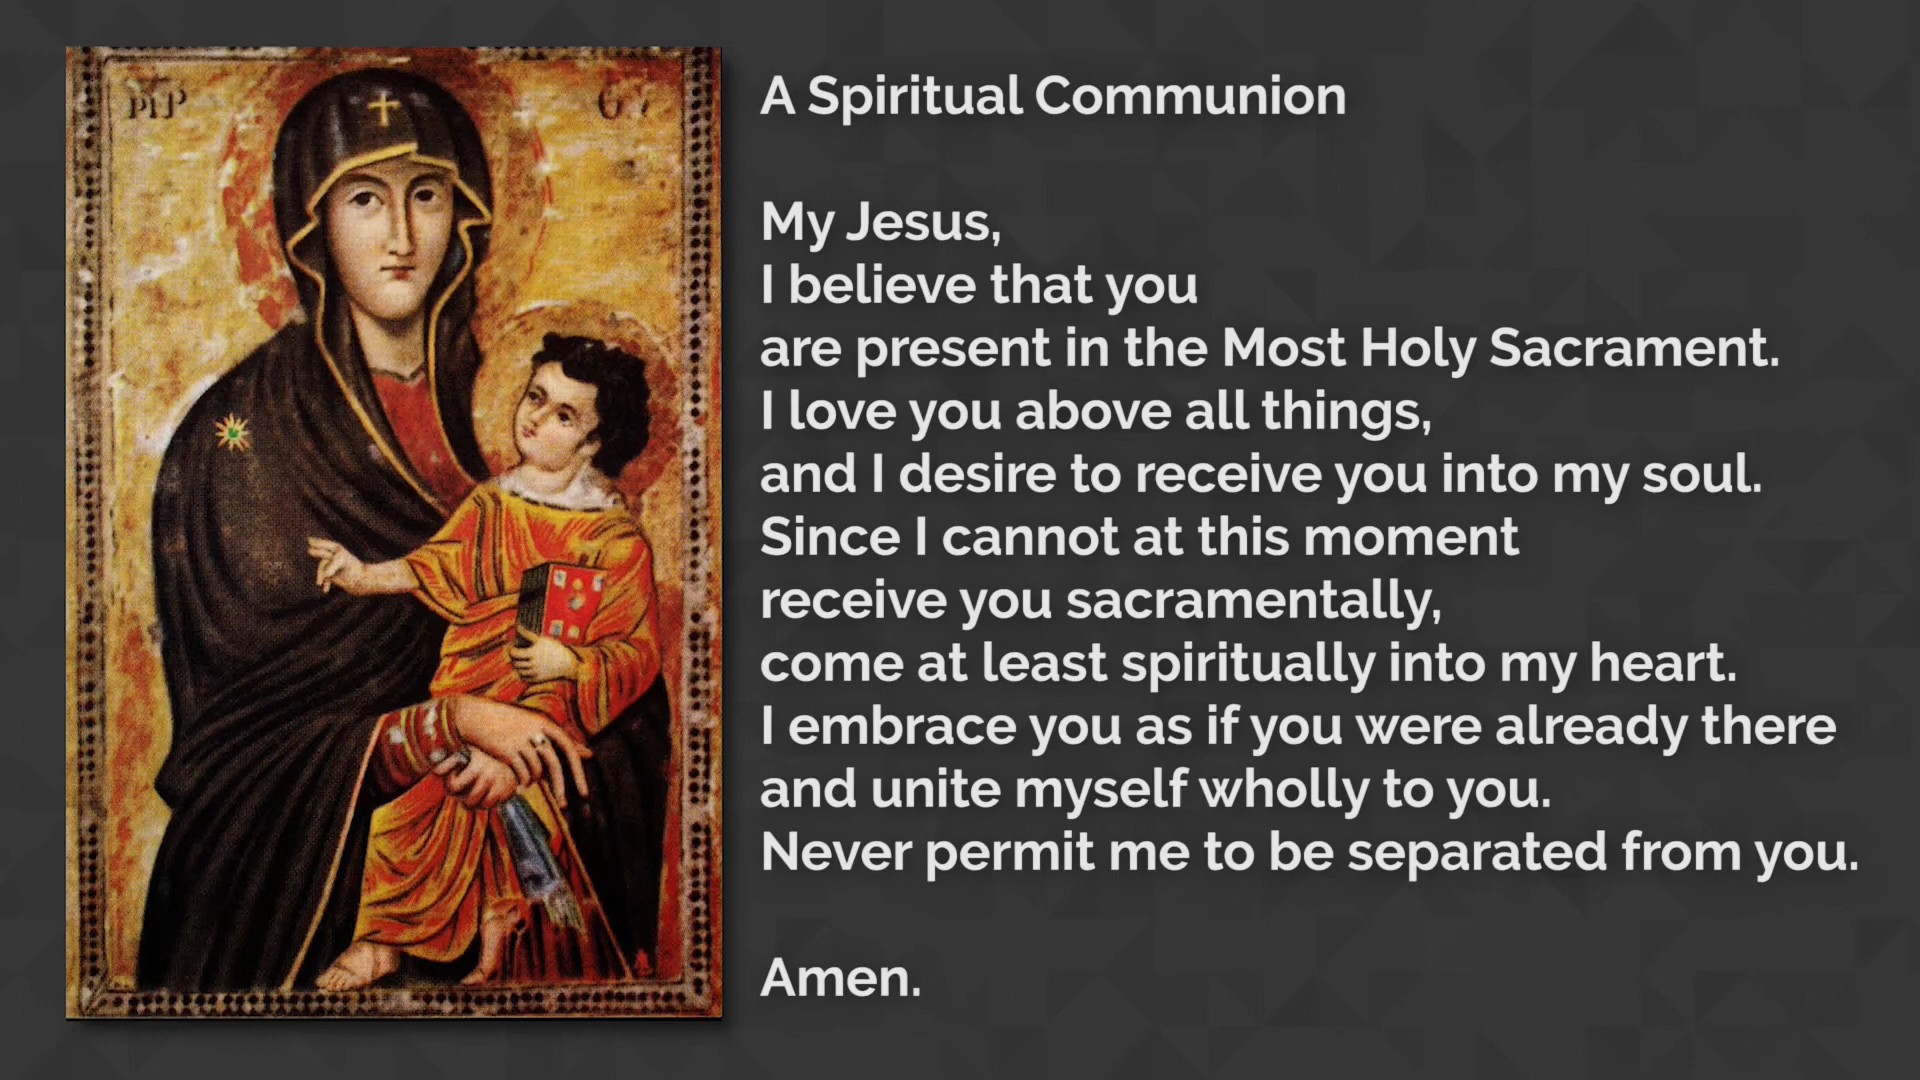 A Spiritual Communion
My Jesus,
I believe that you
are present in the Most Holy Sacrament.
I love you above all things,
and I desire to receive you into my soul.
Since I cannot at this moment
receive you sacramentally,
come at least spiritually into my heart.
I embrace you as if you were already there
and unite myself wholly to you.
Never permit me to be separated from you.
Amen.